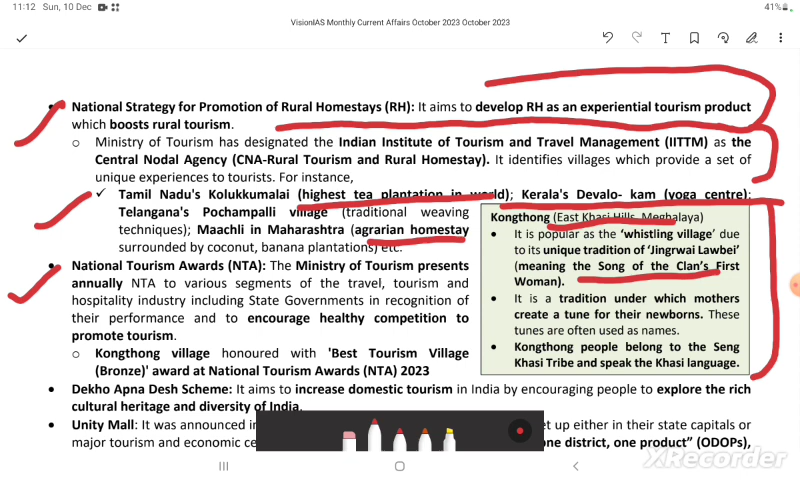 11:12 Sun, 10 Dec
41%
VisionIAS Monthly Current Affairs October 2023 October 2023
• National Strategy for Promotion of Rural Homestays (RH): It aims to develop RH as an experiential tourism product
which boosts rural tourism.
o Ministry of Tourism has designated the Indian Institute of Tourism and Travel Management (IITTM) as the
Central Nodal Agency (CNA-Rural Tourism and Rural Homestay). It identifies villages which provide a set of
unique experiences to tourists. For instance,
✓ Tamil Nadu's Kolukkumalai (highest tea plantation in world); Kerala's Devalo- kam (yoga centre);
Telangana's Pochampalli village (traditional weaving
techniques); Maachli in Maharashtra (agrarian homestay
surrounded by coconut, banana plantations) etc.
• National Tourism Awards (NTA): The Ministry of Tourism presents
annually NTA to various segments of the travel, tourism and
hospitality industry including State Governments in recognition of
their performance and to encourage healthy competition to
promote tourism.
o Kongthong village honoured with 'Best Tourism Village
(Bronze)' award at National Tourism Awards (NTA) 2023
Kongthong (East Khasi Hills, Meghalaya)
• It is popular as the 'whistling village' due
to its unique tradition of 'Jingrwai Lawbei'
(meaning the Song of the Clan's First
Woman).
• It is a tradition under which mothers
create a tune for their newborns. These
tunes are often used as names.
• Kongthong people belong to the Seng
Khasi Tribe and speak the Khasi language.
• Dekho Apna Desh Scheme: It aims to increase domestic tourism in India by encouraging people to explore the rich
cultural heritage and diversity of India.
• Unity Mall: It was announced in et up either in their state capitals or
major tourism and economic ce one district, one product" (ODOPs),
XRecorder